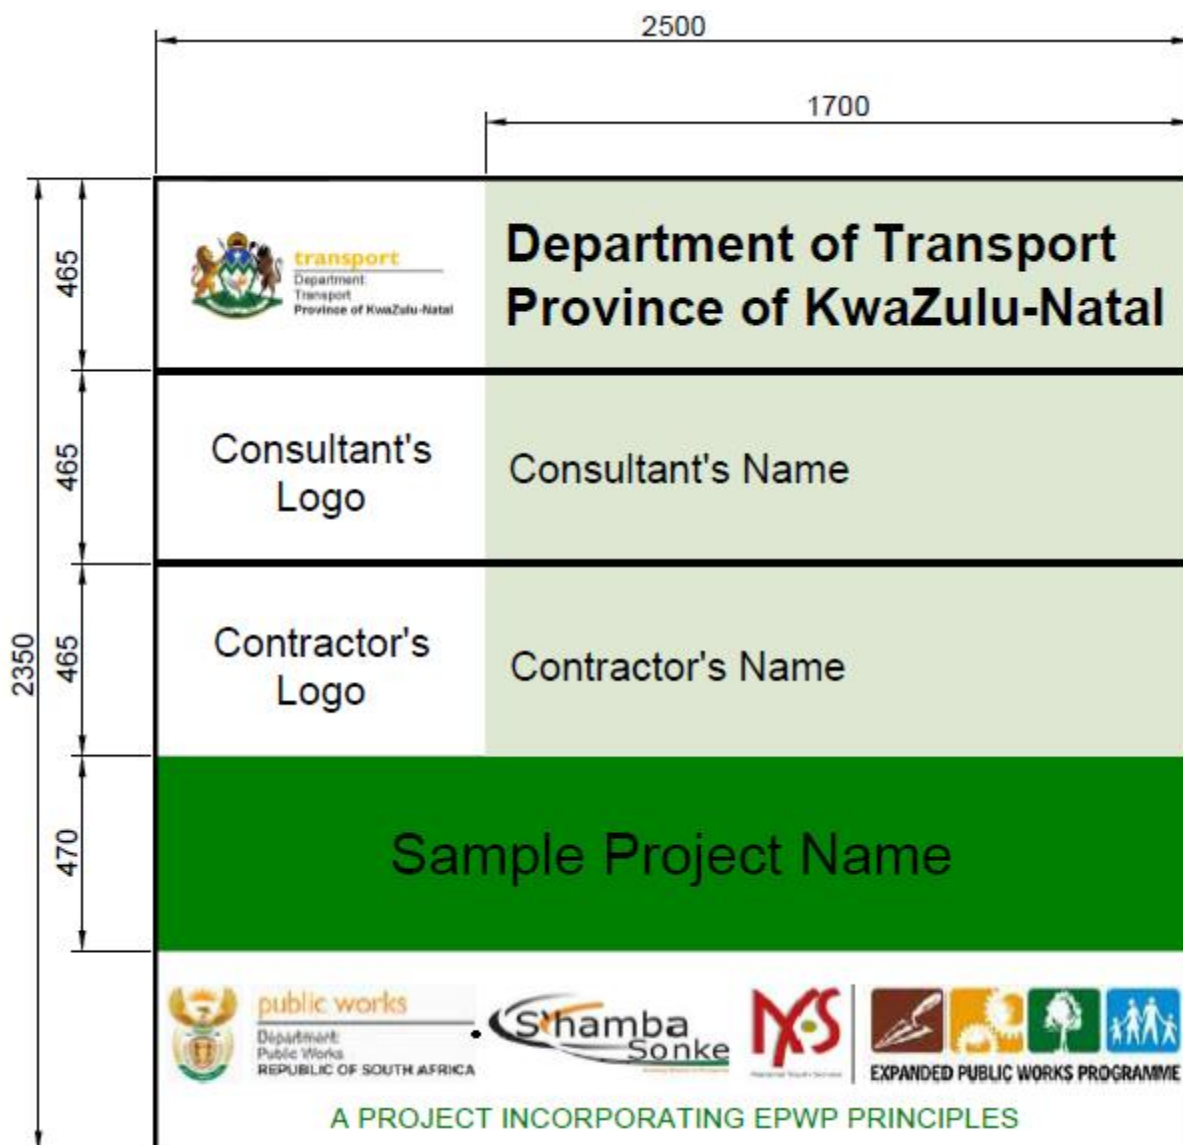 2500
1700
465
transport
Department:
Transport
Province of KwaZulu-Natal
Department of Transport
Province of KwaZulu-Natal
465
Consultant's
Logo
Consultant's Name
2350
465
Contractor's
Logo
Contractor's Name
470
Sample Project Name
public works
Department:
Public Works
REPUBLIC OF SOUTH AFRICA
S'hamba
Sonke
NYS
EXPANDED PUBLIC WORKS PROGRAMME
A PROJECT INCORPORATING EPWP PRINCIPLES